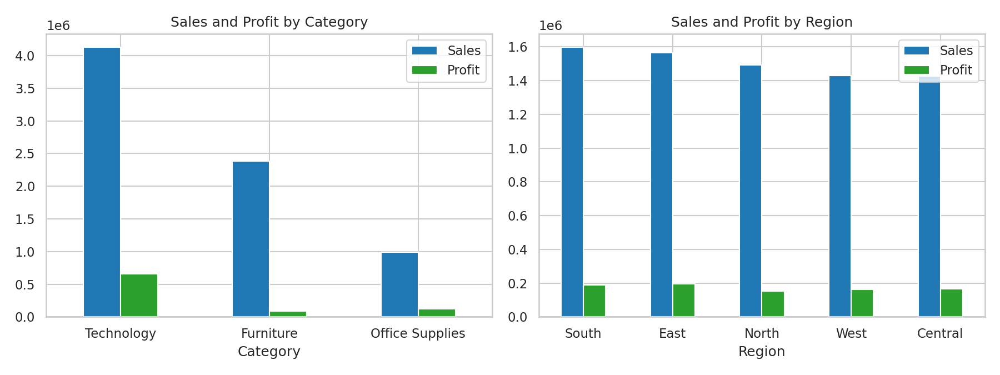 Sales and Profit by Category
1e6
Sales
Profit
4.0
3.5
3.0
2.5
2.0
1.5
1.0
0.5
0.0
Technology
Furniture
Office Supplies
Category
Sales and Profit by Region
1e6
Sales
Profit
1.6
1.4
1.2
1.0
0.8
0.6
0.4
0.2
0.0
South
East
North
West
Central
Region